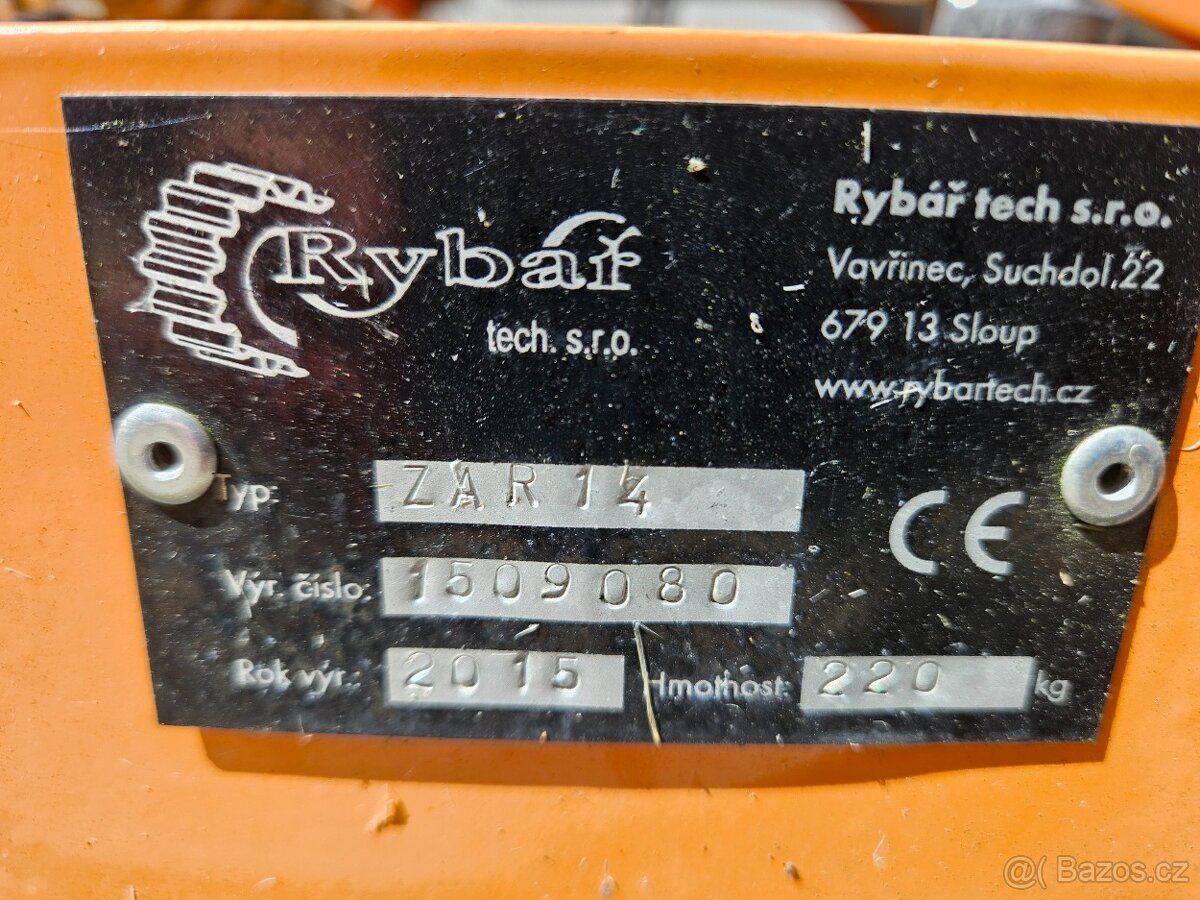 Rybář
tech. s.r.o.
Rybář tech s.r.o.
Vavřinec, Suchdol 22
679 13 Sloup
www.rybartech.cz
Typ: ZAR 14
CE
Výr. číslo: 1509080
Rok výr.: 2015 Hmotnost: 220 kg
Bazos.cz